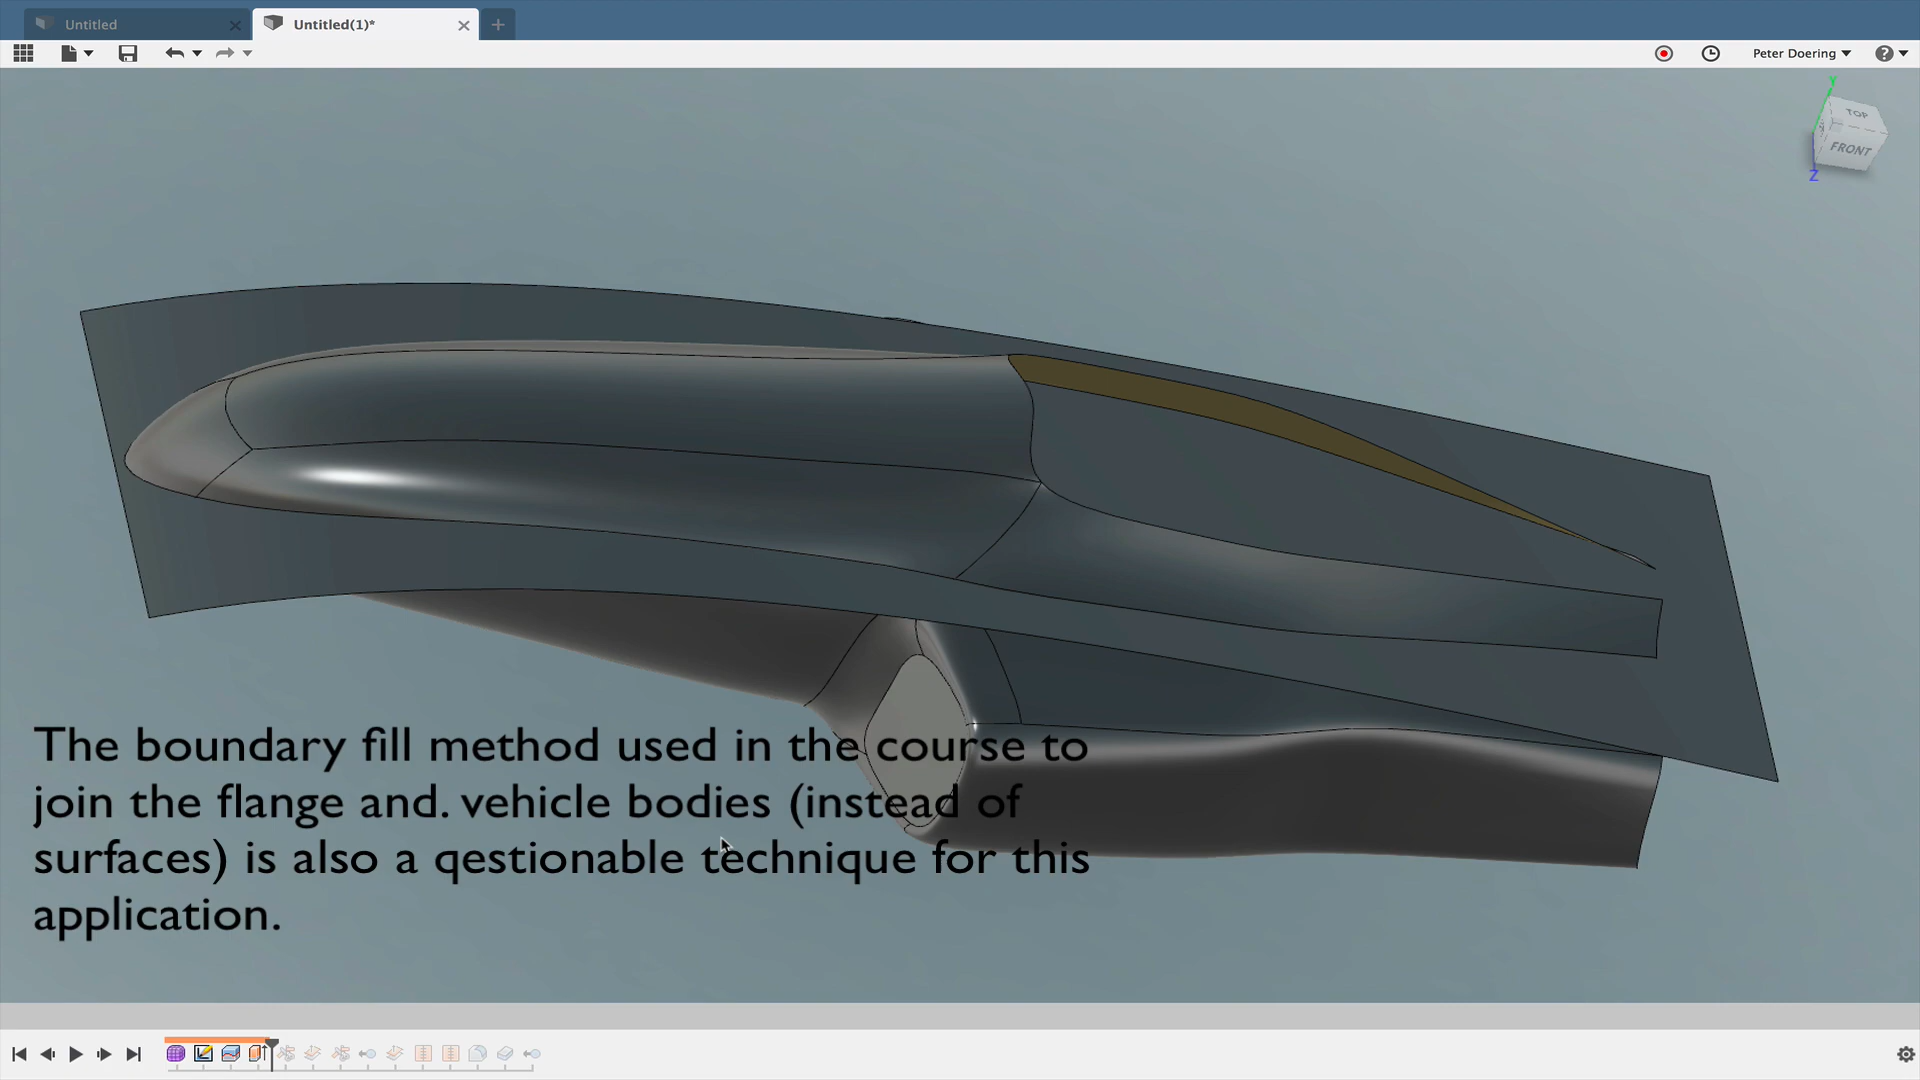 Untitled
Untitled(1)*
Peter Doering
Y
TOP
FRONT
Z
The boundary fill method used in the course to
join the flange and. vehicle bodies (instead of
surfaces) is also a qestionable technique for this
application.